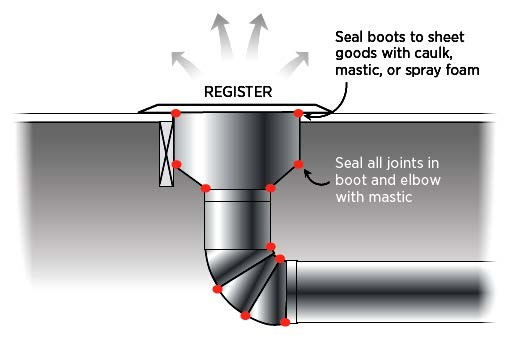 Seal boots to sheet
goods with caulk,
mastic, or spray foam
REGISTER
Seal all joints in
boot and elbow
with mastic